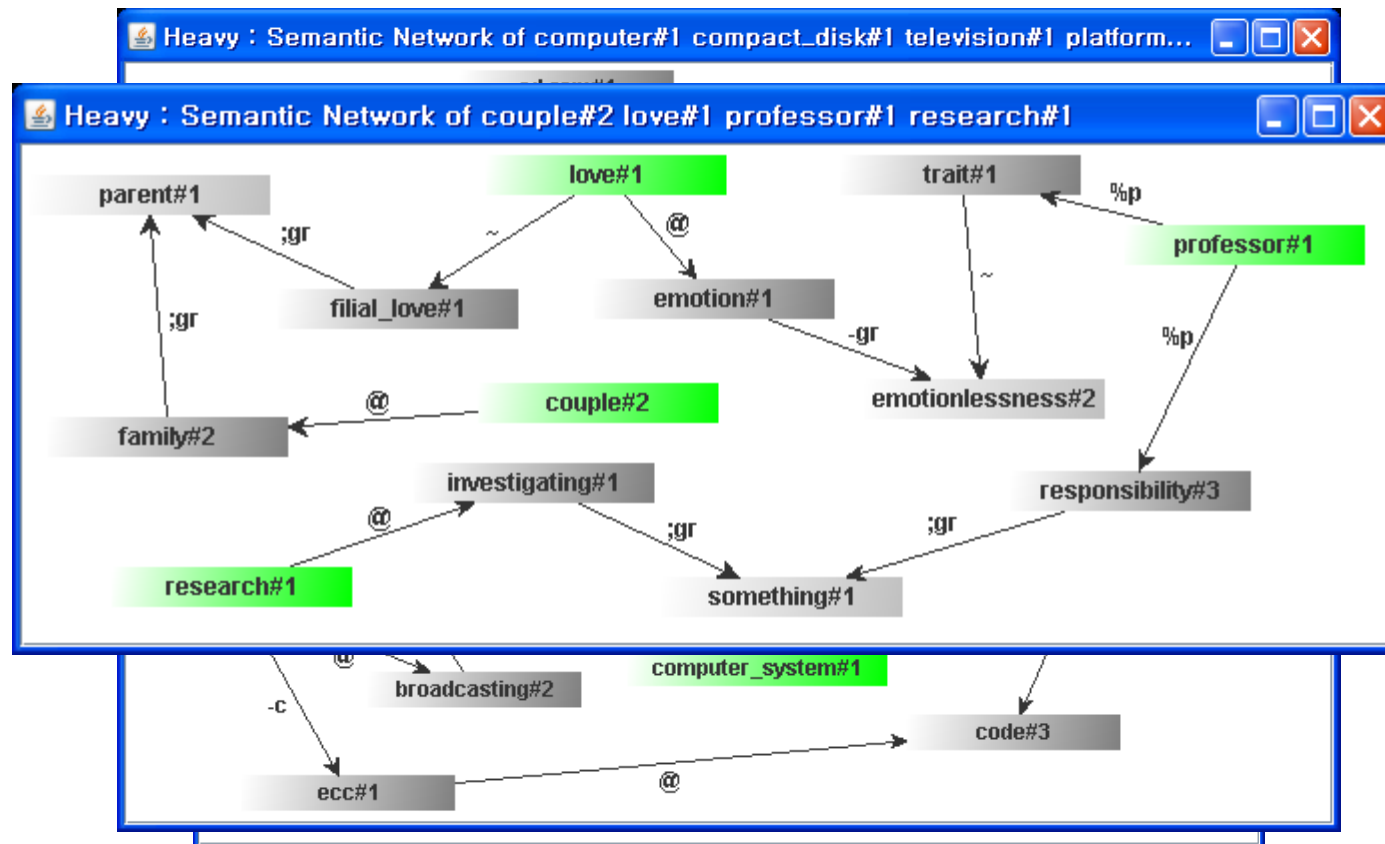 Heavy : Semantic Network of computer#1 compact_disk#1 television#1 platform...
Heavy : Semantic Network of couple#2 love#1 professor#1 research#1
love#1
trait#1
parent#1
%p
;gr
~
@
professor#1
filial_love#1
emotion#1
~
;gr
-gr
%p
@
couple#2
emotionlessness#2
family#2
investigating#1
responsibility#3
@
;gr
;gr
research#1
something#1
@
computer_system#1
broadcasting#2
-c
code#3
@
ecc#1